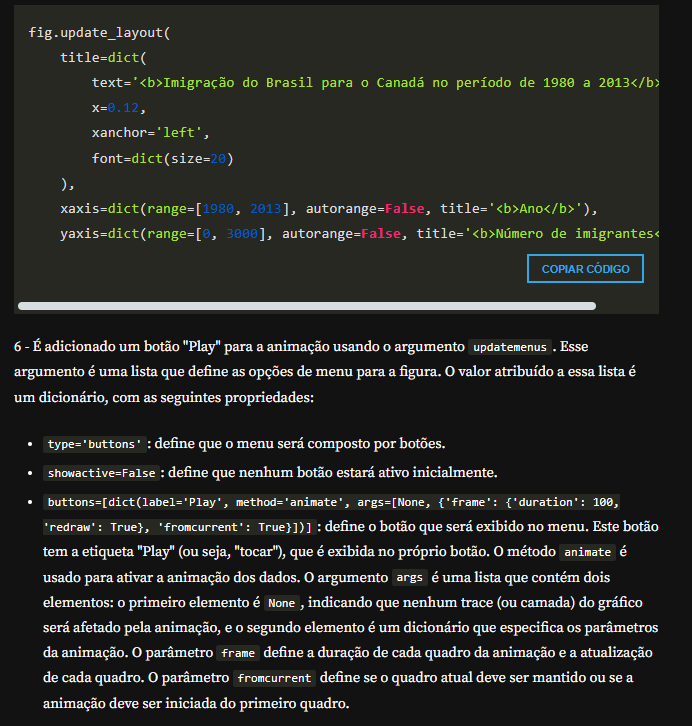 fig.update_layout(
title=dict(
text='<b>Imigração do Brasil para o Canadá no período de 1980 a 2013</b>
x=0.12,
xanchor='left',
font=dict(size=20)
),
xaxis=dict(range=[1980, 2013], autorange=False, title='<b>Ano</b>'),
yaxis=dict(range=[0, 3000], autorange=False, title='<b>Número de imigrantes<
COPIAR CÓDIGO
6 - É adicionado um botão "Play" para a animação usando o argumento updatemenus. Esse
argumento é uma lista que define as opções de menu para a figura. O valor atribuído a essa lista é
um dicionário, com as seguintes propriedades:
• type='buttons': define que o menu será composto por botões.
• showactive=False: define que nenhum botão estará ativo inicialmente.
• buttons=[dict(label='Play', method='animate', args=[None, {'frame': {'duration': 100,
'redraw': True}, 'fromcurrent': True}])]: define o botão que será exibido no menu. Este botão
tem a etiqueta "Play" (ou seja, "tocar"), que é exibida no próprio botão. O método animate é
usado para ativar a animação dos dados. O argumento args é uma lista que contém dois
elementos: o primeiro elemento é None, indicando que nenhum trace (ou camada) do gráfico
será afetado pela animação, e o segundo elemento é um dicionário que especifica os parâmetros
da animação. O parâmetro frame define a duração de cada quadro da animação e a atualização
de cada quadro. O parâmetro fromcurrent define se o quadro atual deve ser mantido ou se a
animação deve ser iniciada do primeiro quadro.